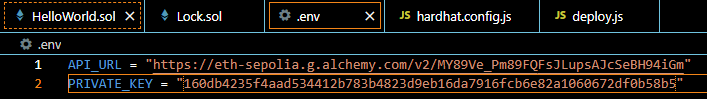 HelloWorld.sol
Lock.sol
.env
JS hardhat.config.js
JS deploy.js
.env
1 API_URL = "https://eth-sepolia.g.alchemy.com/v2/MY89Ve_Pm89FQFsJLupsAJcSeBH94iGm"
2 PRIVATE_KEY = "160db4235f4aad534412b783b4823d9eb16da7916fcb6e82a1060672df0b58b5"